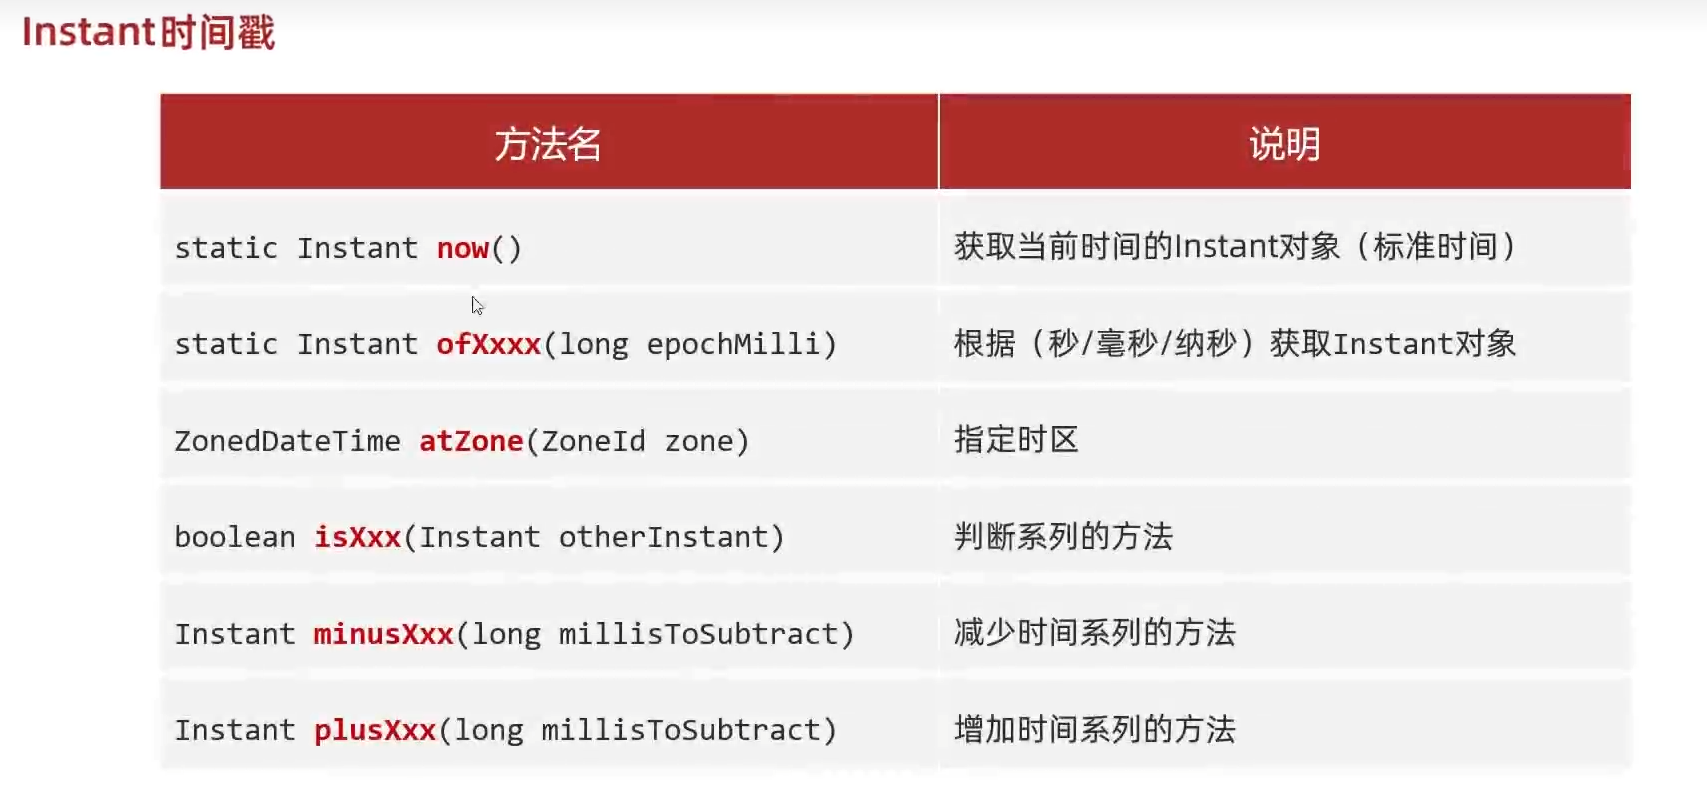 Instant时间戳
方法名 说明
static Instant now() 获取当前时间的Instant对象（标准时间）
static Instant ofXxxx(long epochMilli) 根据（秒/毫秒/纳秒）获取Instant对象
ZonedDateTime atZone(ZoneId zone) 指定时区
boolean isXxx(Instant otherInstant) 判断系列的方法
Instant minusXxx(long millisToSubtract) 减少时间系列的方法
Instant plusXxx(long millisToSubtract) 增加时间系列的方法